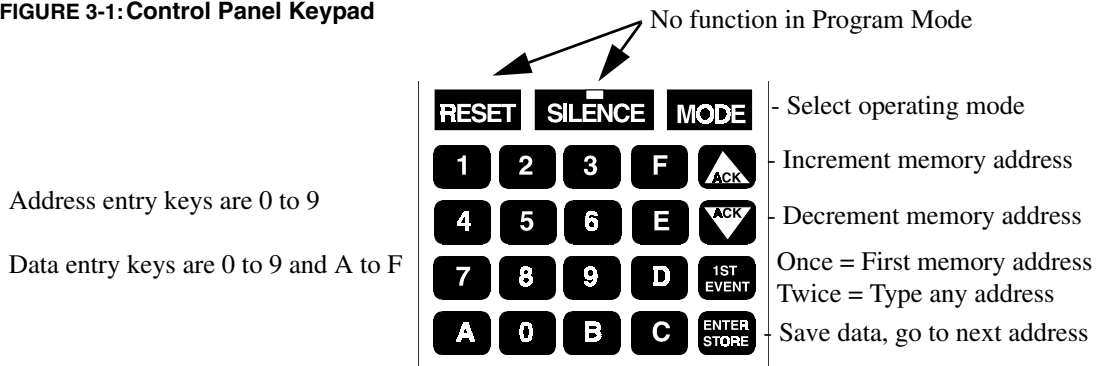 FIGURE 3-1: Control Panel Keypad
No function in Program Mode
RESET SILENCE MODE - Select operating mode
1 2 3 F ACK - Increment memory address
Address entry keys are 0 to 9
4 5 6 E ACK - Decrement memory address
Data entry keys are 0 to 9 and A to F
7 8 9 D 1ST EVENT Once = First memory address
Twice = Type any address
A 0 B C ENTER STORE - Save data, go to next address